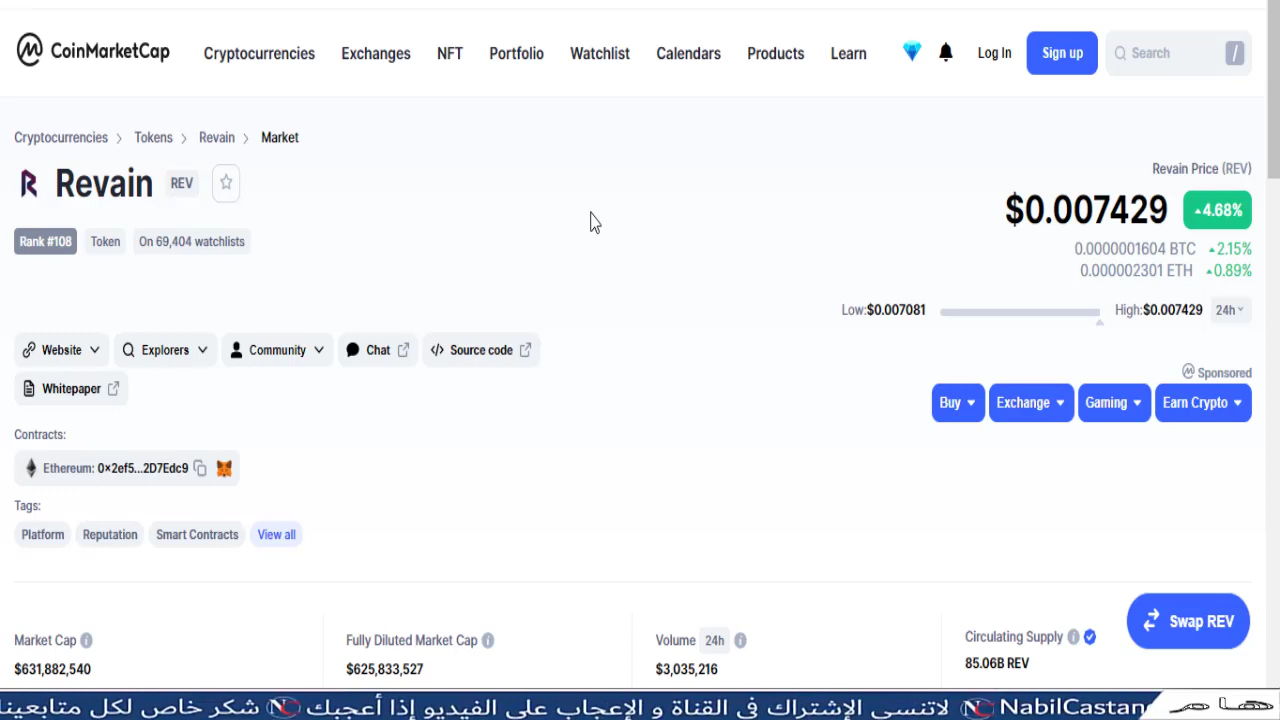 CoinMarketCap Cryptocurrencies Exchanges NFT Portfolio Watchlist Calendars Products Learn Log In Sign up Search /
Cryptocurrencies > Tokens > Revain > Market
Revain REV
Rank #108 Token On 69,404 watchlists
Revain Price (REV)
$0.007429 4.68%
0.0000001604 BTC 2.15%
0.000002301 ETH 0.89%
Low:$0.007081 High:$0.007429 24h
Website Explorers Community Chat Source code
Whitepaper
Sponsored
Buy Exchange Gaming Earn Crypto
Contracts:
Ethereum: 0x2ef5...2D7Edc9
Tags:
Platform Reputation Smart Contracts View all
Market Cap
$631,882,540
Fully Diluted Market Cap
$625,833,527
Volume 24h
$3,035,216
Circulating Supply
85.06B REV
Swap REV
NabilCastan لاتنسى الإشتراك في القناة و الإعجاب على الفيديو إذا أعجبك شكر خاص لكل متابعينا